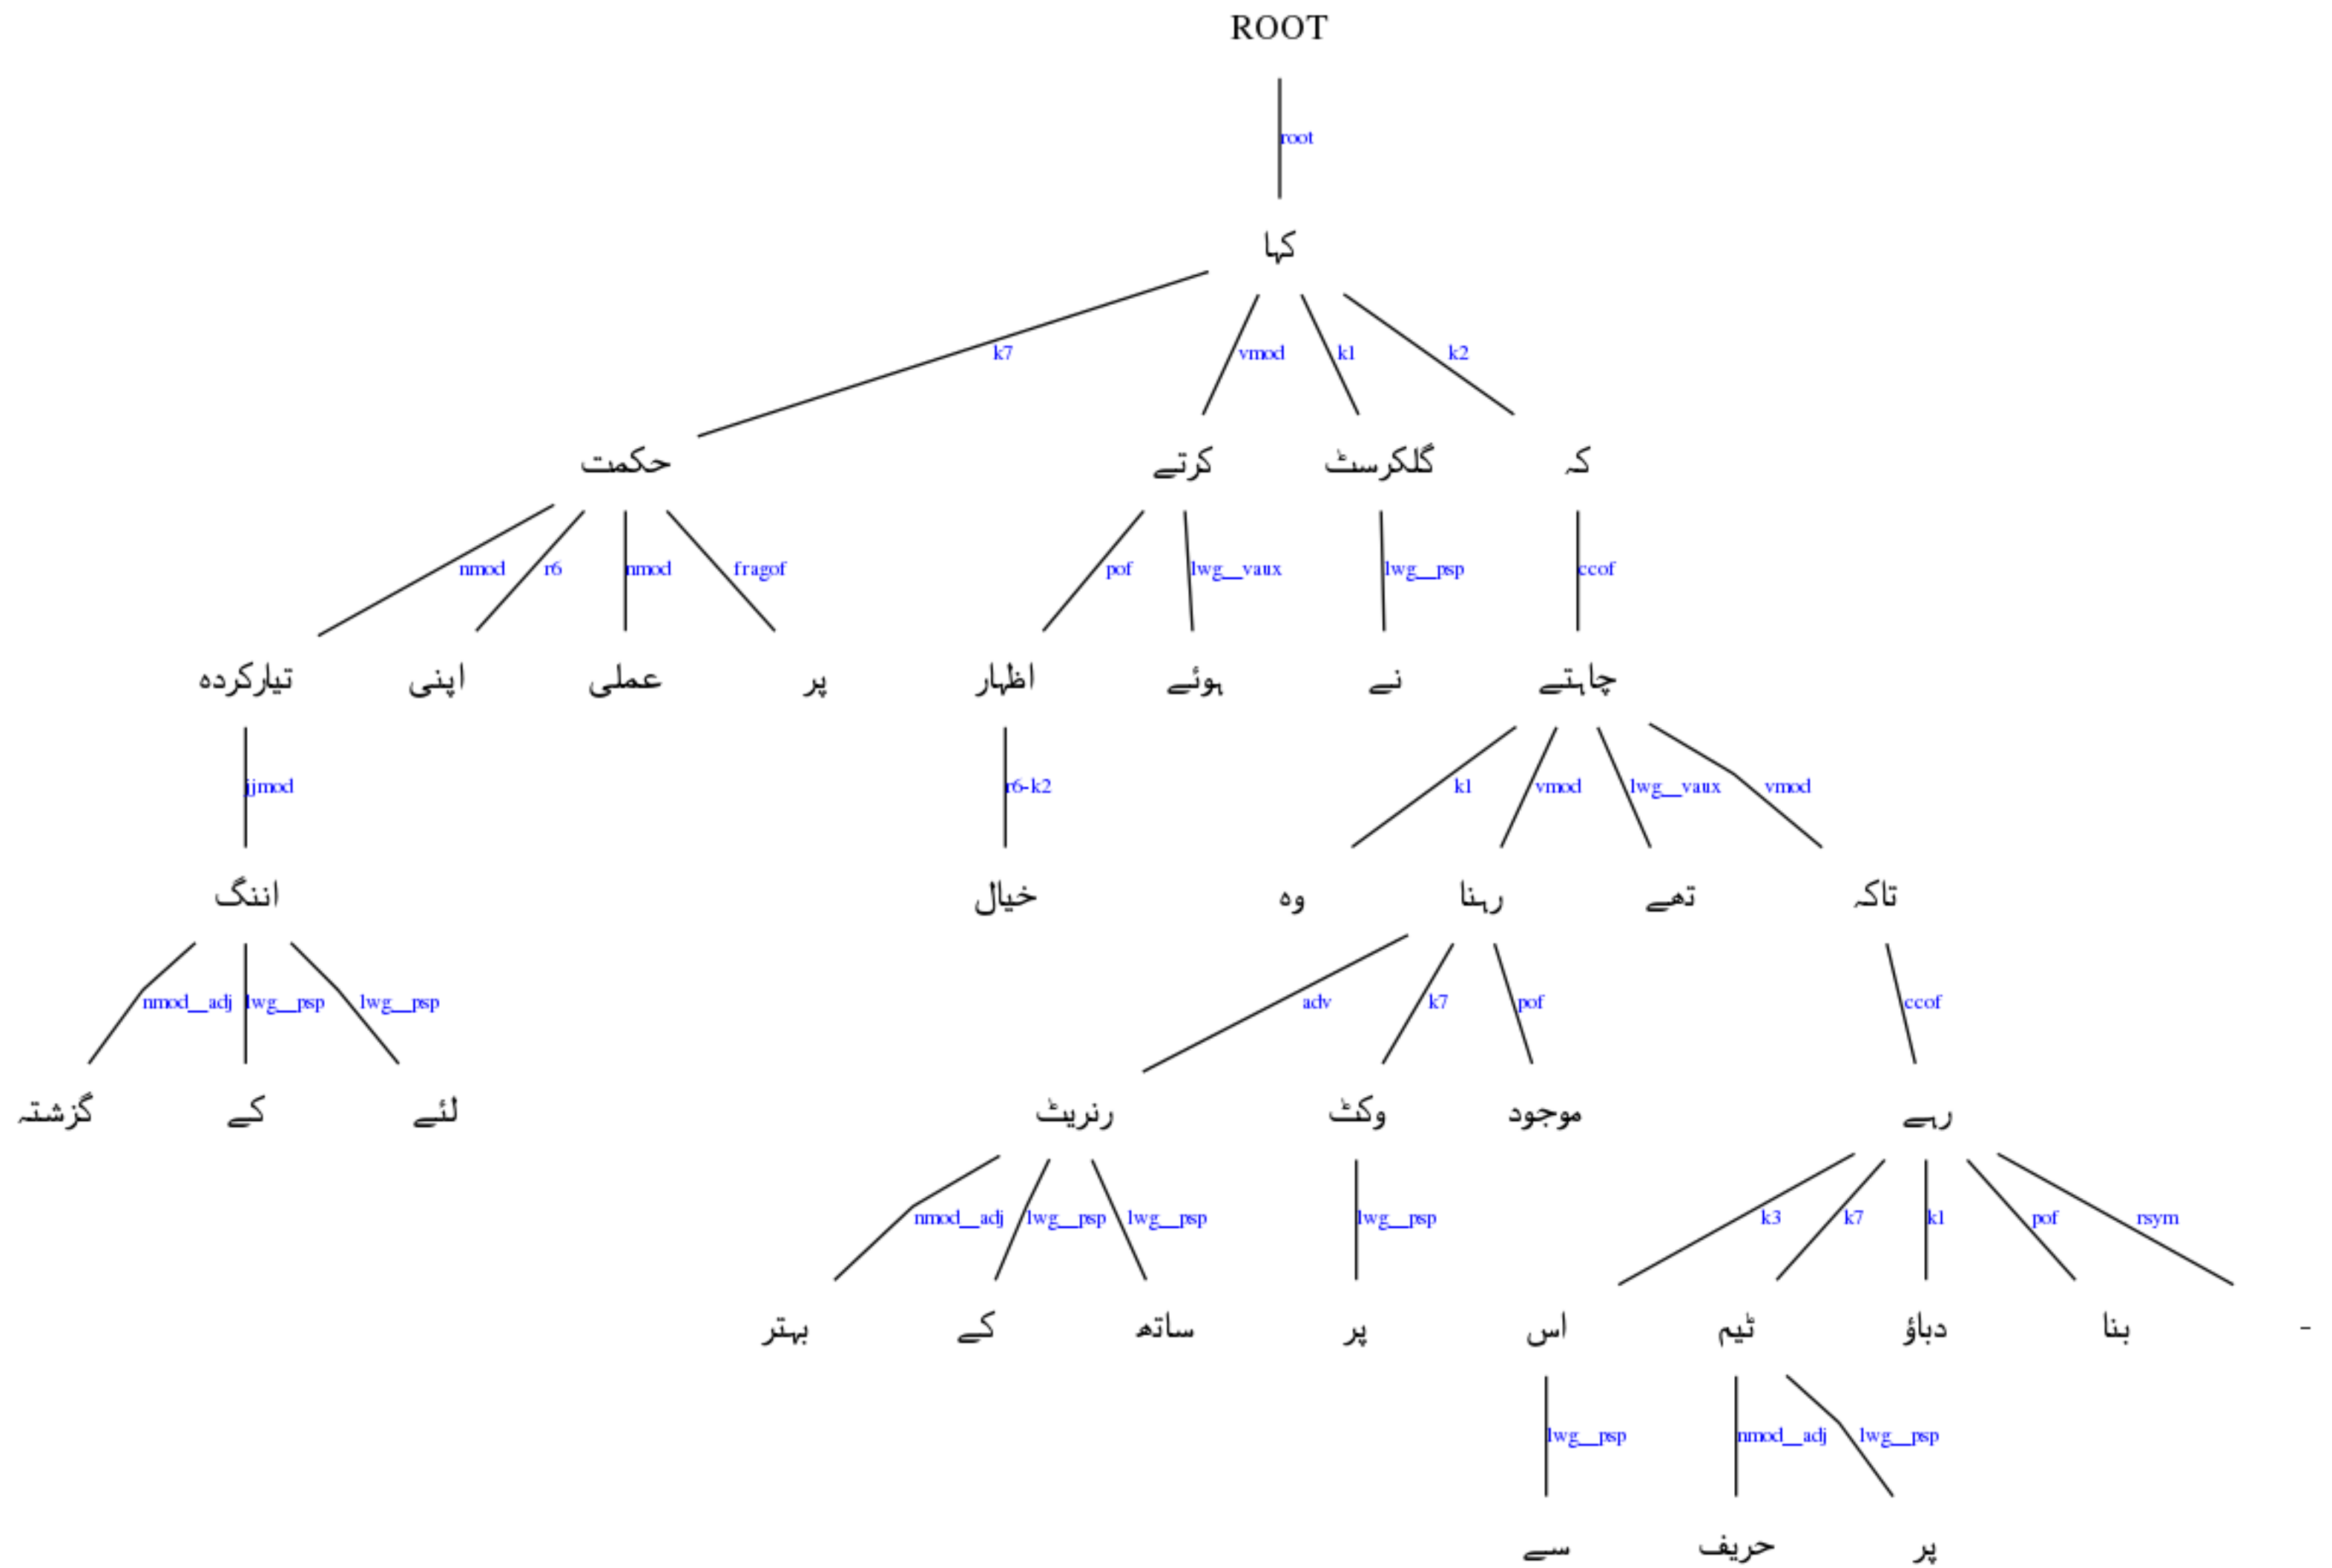 ROOT
root
کہا
k7 vmod k1 k2
حکمت کرتے گلکرسٹ کہ
nmod r6 nmod fragof pof lwg__vaux lwg__psp ccof
تیارکردہ اپنی عملی پر اظہار ہوئے نے چاہتے
jjmod r6-k2 k1 vmod lwg__vaux vmod
اننگ خیال وہ رہنا تھے تاکہ
nmod__adj lwg__psp lwg__psp adv k7 pof ccof
گزشتہ کے لئے رنریٹ وکٹ موجود رہے
nmod__adj lwg__psp lwg__psp lwg__psp k3 k7 k1 pof rsym
بہتر کے ساتھ پر اس ٹیم دباؤ بنا -
lwg__psp nmod__adj lwg__psp
سے حریف پر